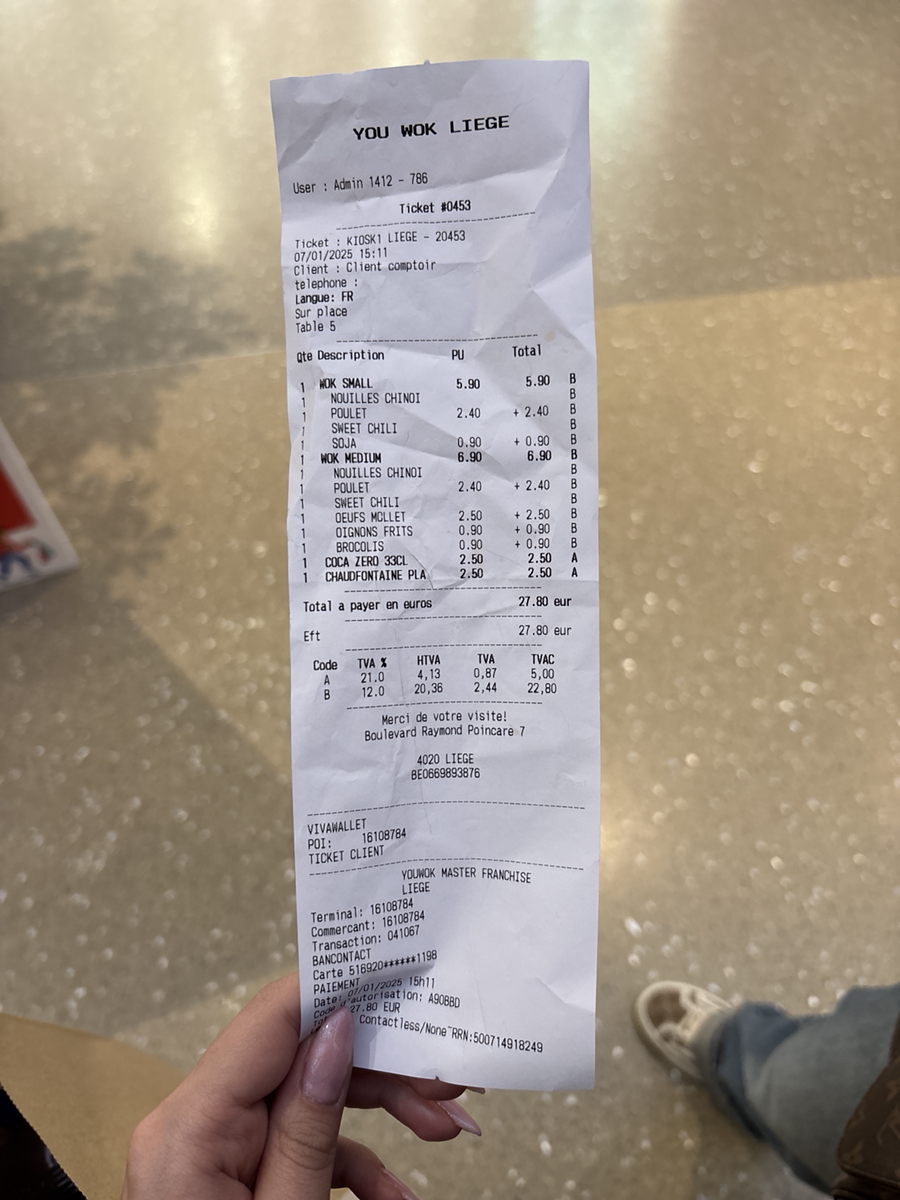 YOU WOK LIEGE
User : Admin 1412 - 786
Ticket #0453
Ticket : KIOSK1 LIEGE - 20453
07/01/2025 15:11
Client : Client comptoir
telephone :
Langue: FR
Sur place
Table 5
Qte Description PU Total
1 WOK SMALL 5.90 5.90 B
1 NOUILLES CHINOI B
1 POULET 2.40 + 2.40 B
1 SWEET CHILI B
1 SOJA 0.90 + 0.90 B
1 WOK MEDIUM 6.90 6.90 B
1 NOUILLES CHINOI B
1 POULET 2.40 + 2.40 B
1 SWEET CHILI B
1 OEUFS MOLLET 2.50 + 2.50 B
1 OIGNONS FRITS 0.90 + 0.90 B
1 BROCOLIS 0.90 + 0.90 B
1 COCA ZERO 33CL 2.50 2.50 A
1 CHAUDFONTAINE PLA 2.50 2.50 A
Total a payer en euros 27.80 eur
Eft 27.80 eur
Code TVA % HTVA TVA TVAC
A 21.0 4,13 0,87 5,00
B 12.0 20,36 2,44 22,80
Merci de votre visite!
Boulevard Raymond Poincare 7
4020 LIEGE
BE0669893876
VIVAWALLET
POI: 16108784
TICKET CLIENT
YOUWOK MASTER FRANCHISE
LIEGE
Terminal: 16108784
Commercant: 16108784
Transaction: 041067
BANCONTACT
Carte 516920******1198
PAIEMENT
Date: 07/01/2025 15h11
Code d'autorisation: A90BBD
27.80 EUR
Contactless/None~RRN:500714918249